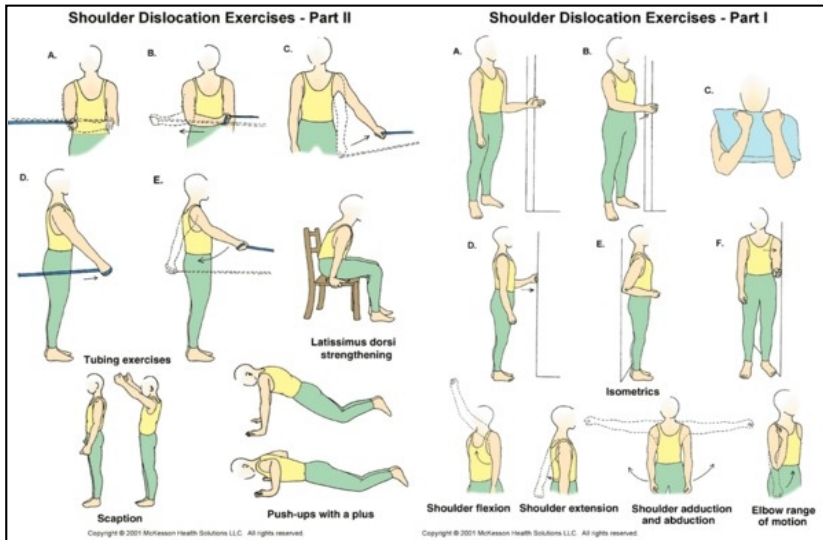 Shoulder Dislocation Exercises - Part II
A.
B.
C.
D.
E.
Latissimus dorsi
strengthening
Tubing exercises
Scaption
Push-ups with a plus
Copyright © 2001 McKesson Health Solutions LLC. All rights reserved.
Shoulder Dislocation Exercises - Part I
A.
B.
C.
D.
E.
F.
Isometrics
Shoulder flexion
Shoulder extension
Shoulder adduction
and abduction
Elbow range
of motion
Copyright © 2001 McKesson Health Solutions LLC. All rights reserved.